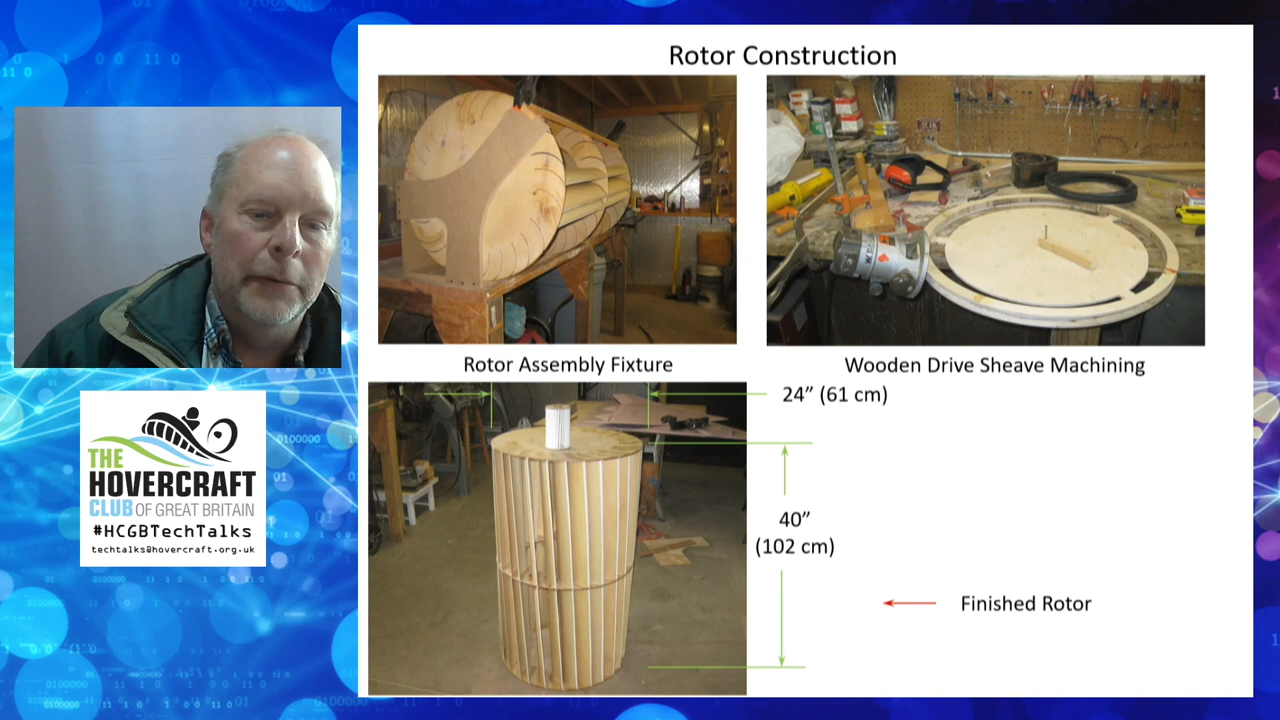 Rotor Construction
Rotor Assembly Fixture
Wooden Drive Sheave Machining
24” (61 cm)
40”
(102 cm)
Finished Rotor
THE
HOVERCRAFT
CLUB OF GREAT BRITAIN
#HCGBTechTalks
techtalks@hovercraft.org.uk